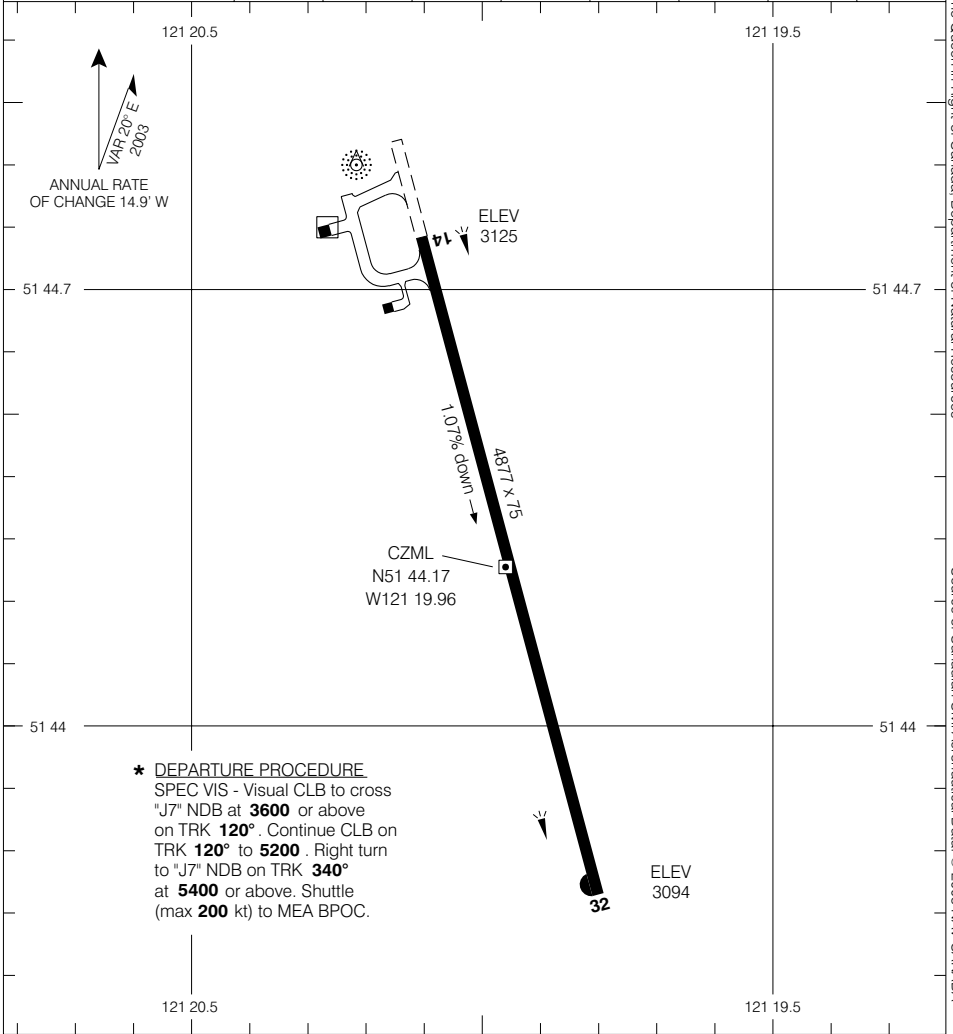 121 20.5
121 19.5
VAR 20° E
2003
ANNUAL RATE
OF CHANGE 14.9' W
ELEV
3125
14
51 44.7
51 44.7
1.07% down
4877 x 75
CZML
N51 44.17
W121 19.96
51 44
51 44
* DEPARTURE PROCEDURE
SPEC VIS - Visual CLB to cross
"J7" NDB at 3600 or above
on TRK 120°. Continue CLB on
TRK 120° to 5200. Right turn
to "J7" NDB on TRK 340°
at 5400 or above. Shuttle
(max 200 kt) to MEA BPOC.
ELEV
3094
32
121 20.5
121 19.5